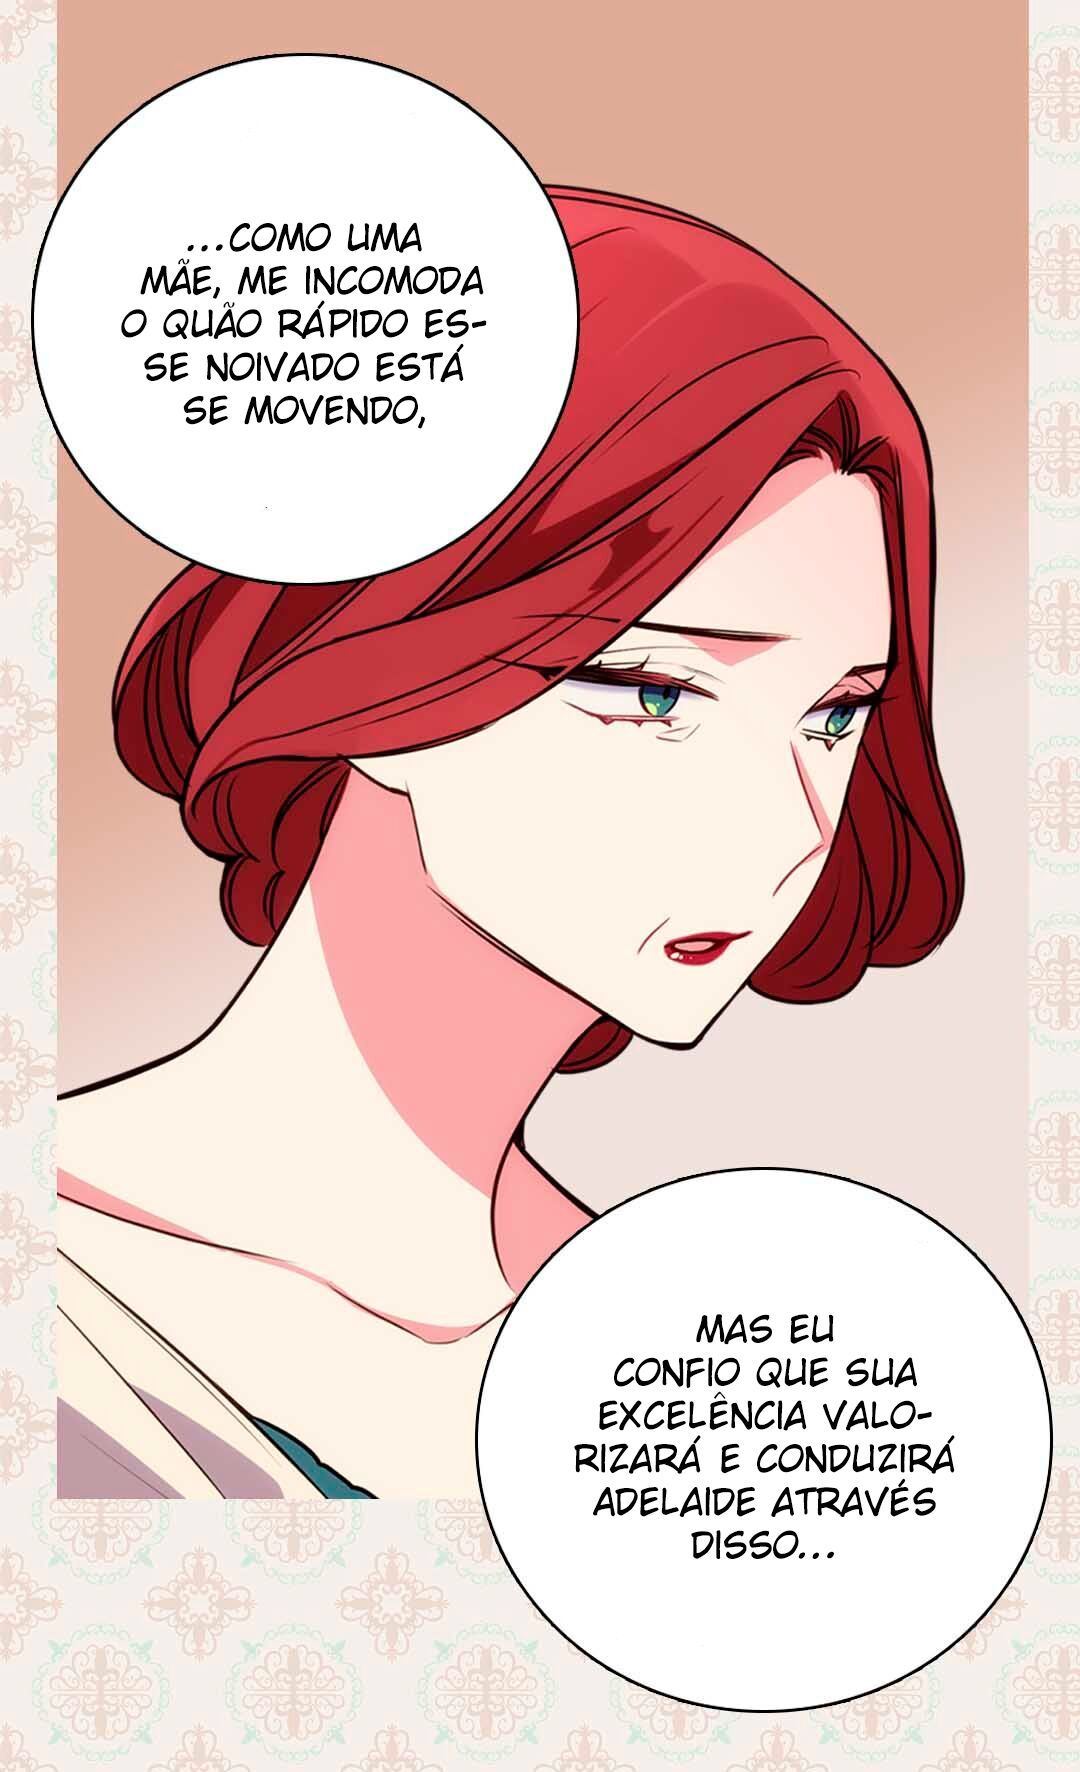 ...COMO UMA
MÃE, ME INCOMODA
O QUÃO RÁPIDO ES-
SE NOIVADO ESTÁ
SE MOVENDO,
MAS EU
CONFIO QUE SUA
EXCELÊNCIA VALO-
RIZARÁ E CONDUZIRÁ
ADELAIDE ATRAVÉS
DISSO...